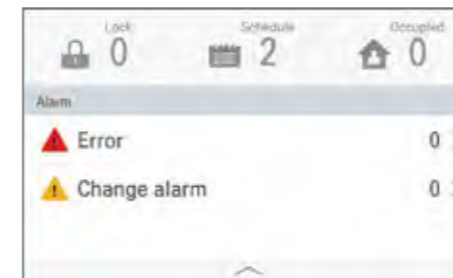 Lock Schedule Occupied
0 2 0
Alarm
Error 0
Change alarm 0